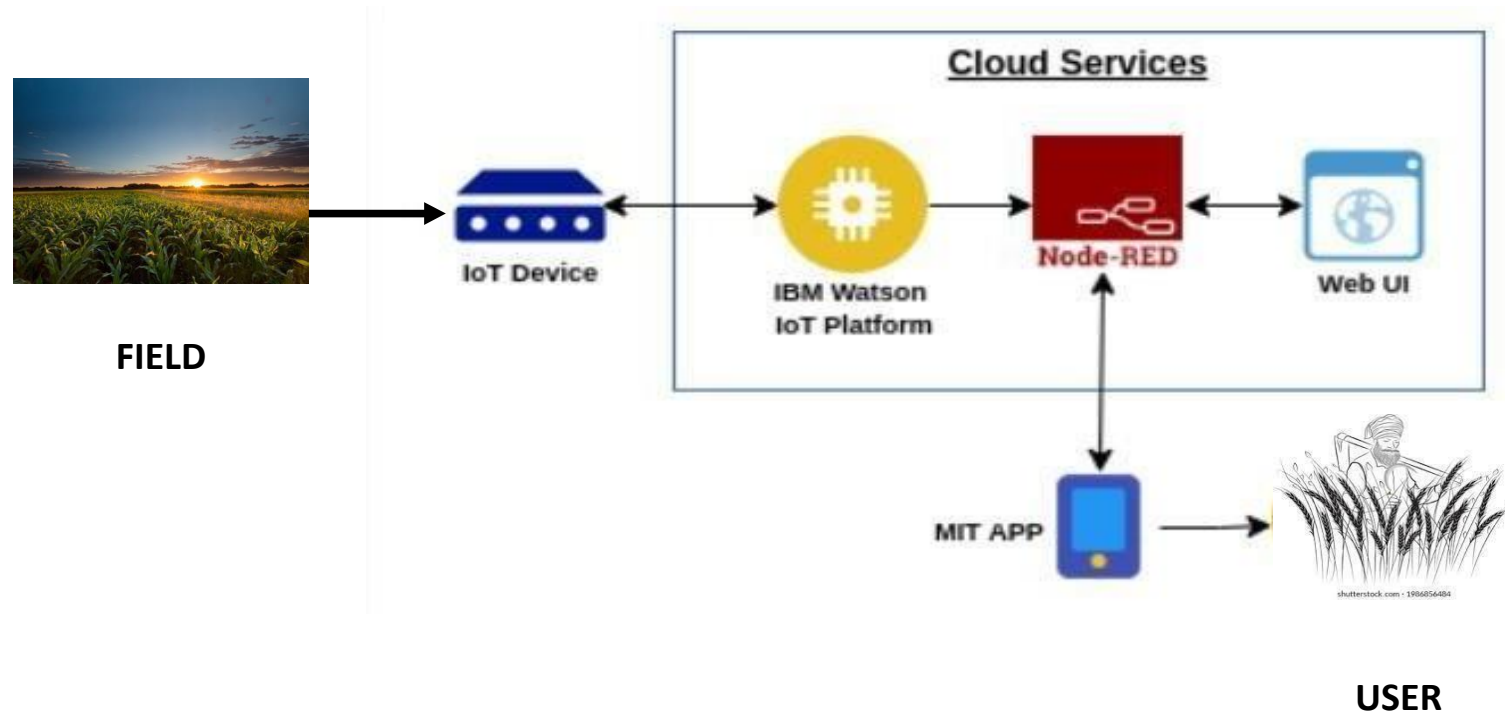 Cloud Services
IoT Device
IBM Watson
IoT Platform
Node-RED
Web UI
FIELD
MIT APP
shutterstock.com · 1986856484
USER